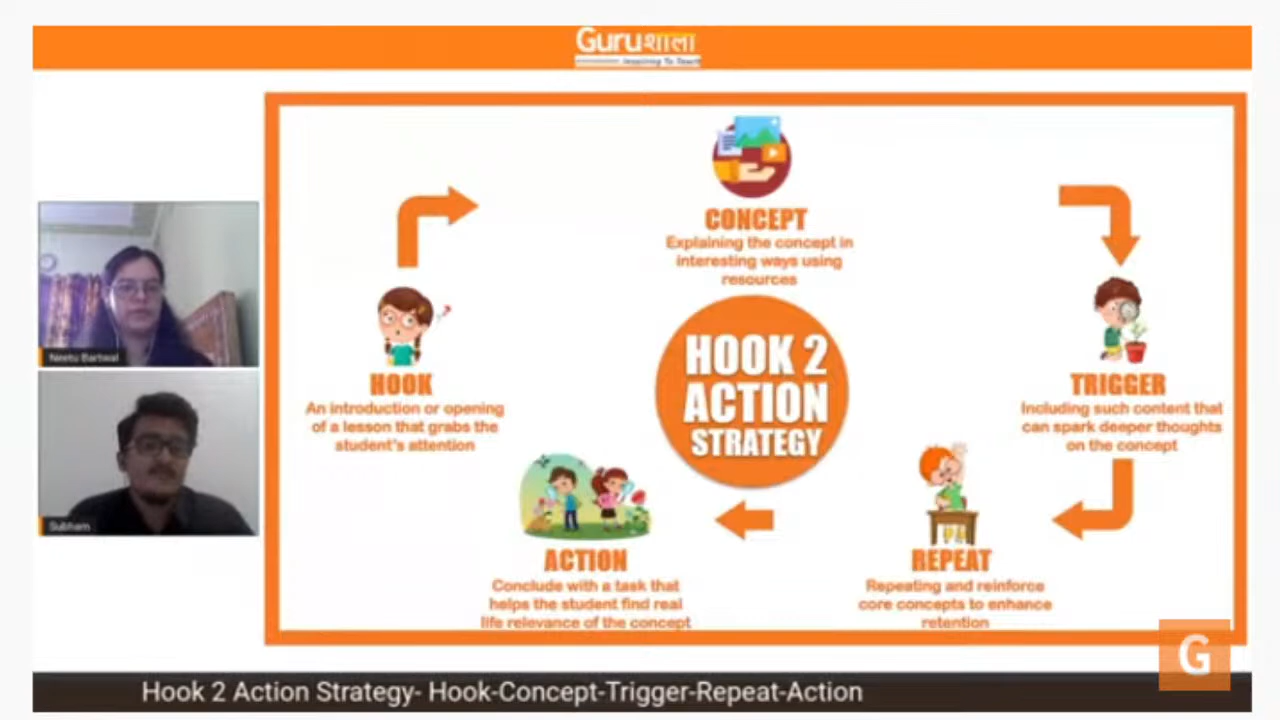 Guruशाला
Inspiring To Teach
CONCEPT
Explaining the concept in
interesting ways using
resources
HOOK
An introduction or opening
of a lesson that grabs the
student's attention
HOOK 2
ACTION
STRATEGY
TRIGGER
Including such content that
can spark deeper thoughts
on the concept
ACTION
Conclude with a task that
helps the student find real
life relevance of the concept
REPEAT
Repeating and reinforce
core concepts to enhance
retention
Neetu Bartwal
Subham
G
Hook 2 Action Strategy- Hook-Concept-Trigger-Repeat-Action